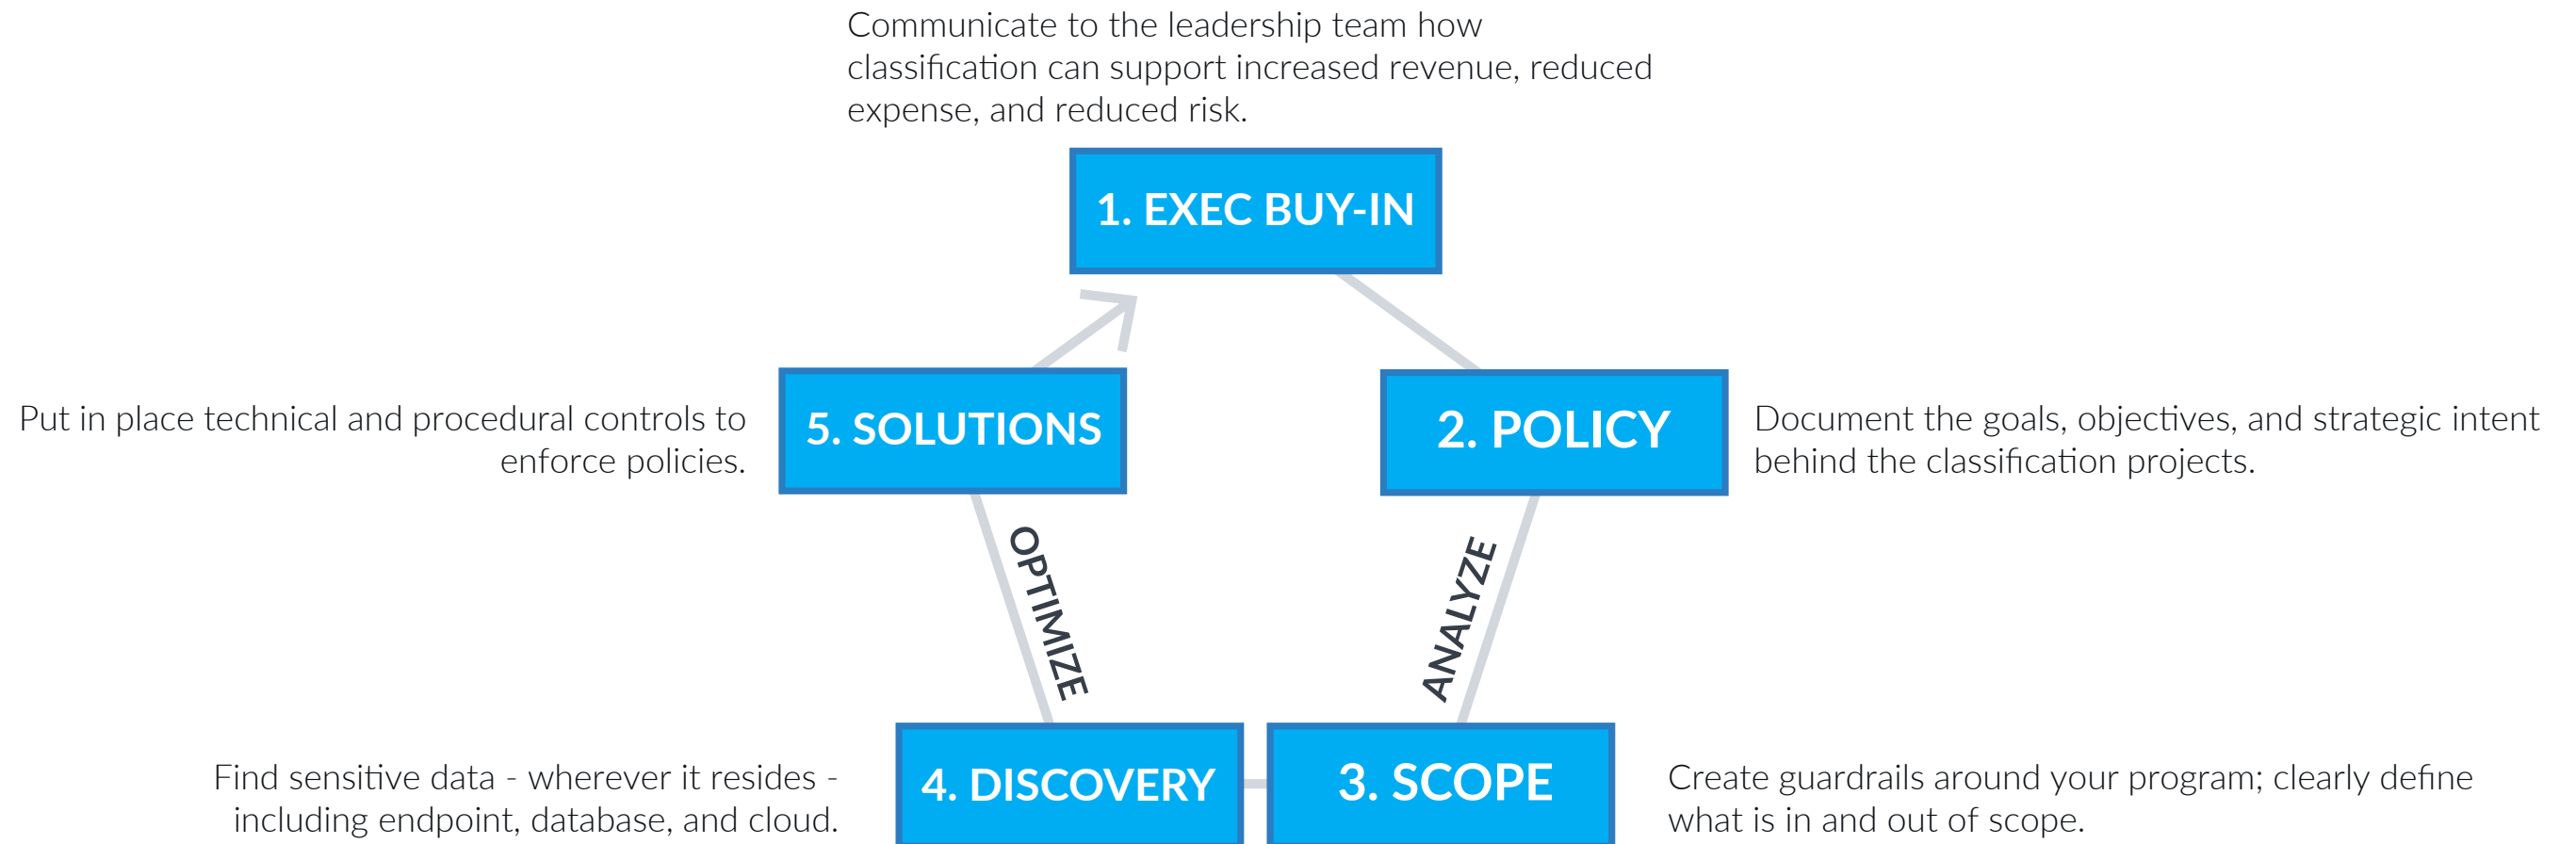 Communicate to the leadership team how
classification can support increased revenue, reduced
expense, and reduced risk.
1. EXEC BUY-IN
2. POLICY
Document the goals, objectives, and strategic intent
behind the classification projects.
ANALYZE
3. SCOPE
Create guardrails around your program; clearly define
what is in and out of scope.
4. DISCOVERY
Find sensitive data - wherever it resides -
including endpoint, database, and cloud.
OPTIMIZE
5. SOLUTIONS
Put in place technical and procedural controls to
enforce policies.